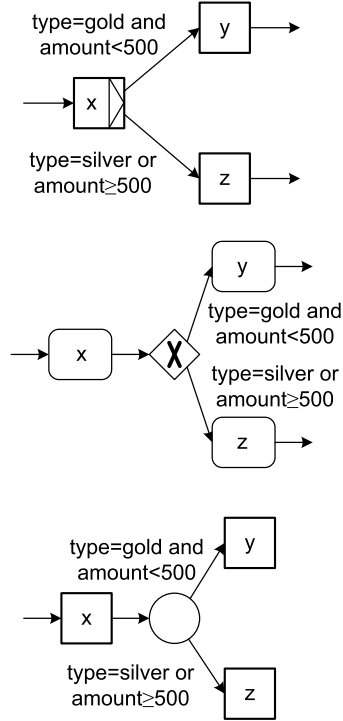 type=gold and
amount<500
y
x
type=silver or
amount≥500
z
y
type=gold and
amount<500
x
X
type=silver or
amount≥500
z
type=gold and
amount<500
y
x
type=silver or
amount≥500
z